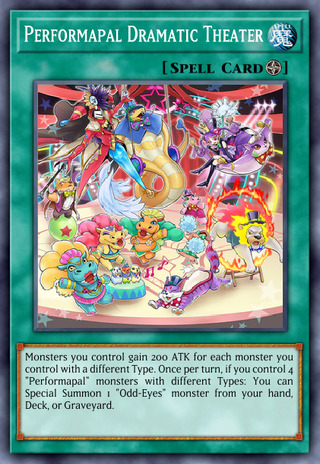 Performapal Dramatic Theater
魔
[Spell Card]
Monsters you control gain 200 ATK for each monster you
control with a different Type. Once per turn, if you control 4
"Performapal" monsters with different Types: You can
Special Summon 1 "Odd-Eyes" monster from your hand,
Deck, or Graveyard.